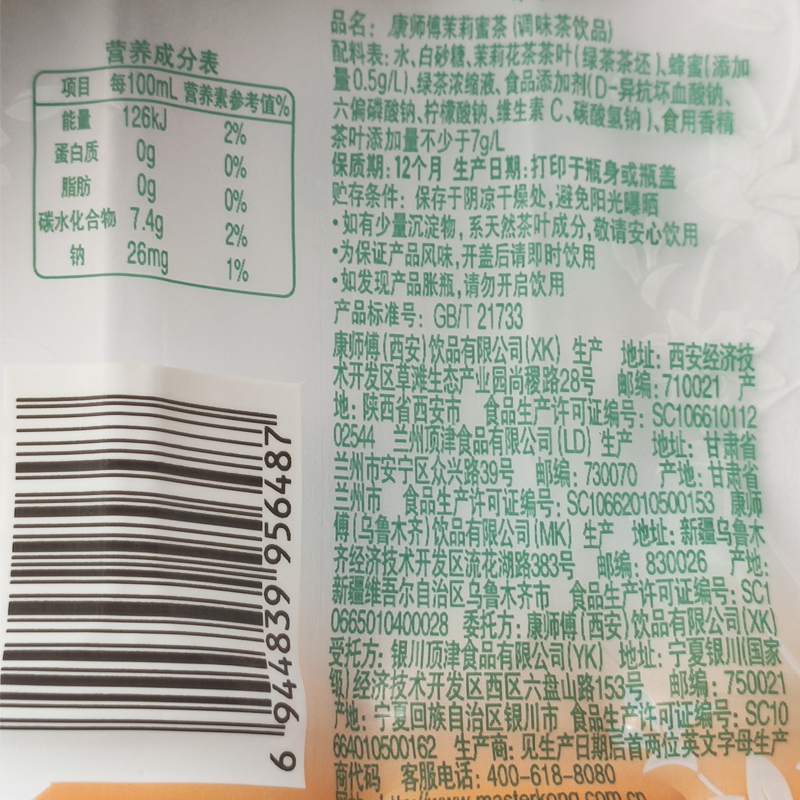 营养成分表
项目 每100mL 营养素参考值%
能量 126kJ 2%
蛋白质 0g 0%
脂肪 0g 0%
碳水化合物 7.4g 2%
钠 26mg 1%
6 944839 956487
品名：康师傅茉莉蜜茶（调味茶饮品）
配料表：水、白砂糖、茉莉花茶茶叶（绿茶茶坯）、蜂蜜（添加
量0.5g/L）、绿茶浓缩液、食品添加剂（D-异抗坏血酸钠、
六偏磷酸钠、柠檬酸钠、维生素C、碳酸氢钠）、食用香精
茶叶添加量不少于7g/L
保质期：12个月 生产日期：打印于瓶身或瓶盖
贮存条件：保存于阴凉干燥处，避免阳光曝晒
·如有少量沉淀物，系天然茶叶成分，敬请安心饮用
·为保证产品风味，开盖后请即时饮用
·如发现产品胀瓶，请勿开启饮用
产品标准号：GB/T 21733
康师傅（西安）饮品有限公司（XK）生产 地址：西安经济技
术开发区草滩生态产业园尚稷路28号 邮编：710021 产
地：陕西省西安市 食品生产许可证编号：SC106610112
02544 兰州顶津食品有限公司（LD）生产 地址：甘肃省
兰州市安宁区众兴路39号 邮编：730070 产地：甘肃省
兰州市 食品生产许可证编号：SC10662010500153 康师
傅（乌鲁木齐）饮品有限公司（MK）生产 地址：新疆乌鲁木
齐经济技术开发区流花湖路383号 邮编：830026 产地：
新疆维吾尔自治区乌鲁木齐市 食品生产许可证编号：SC1
0665010400028 委托方：康师傅（西安）饮品有限公司（XK）
受托方：银川顶津食品有限公司（YK） 地址：宁夏银川（国家
级）经济技术开发区西区六盘山路153号 邮编：750021
产地：宁夏回族自治区银川市 食品生产许可证编号：SC10
664010500162 生产商：见生产日期后首两位英文字母生产
商代码 客服电话：400-618-8080